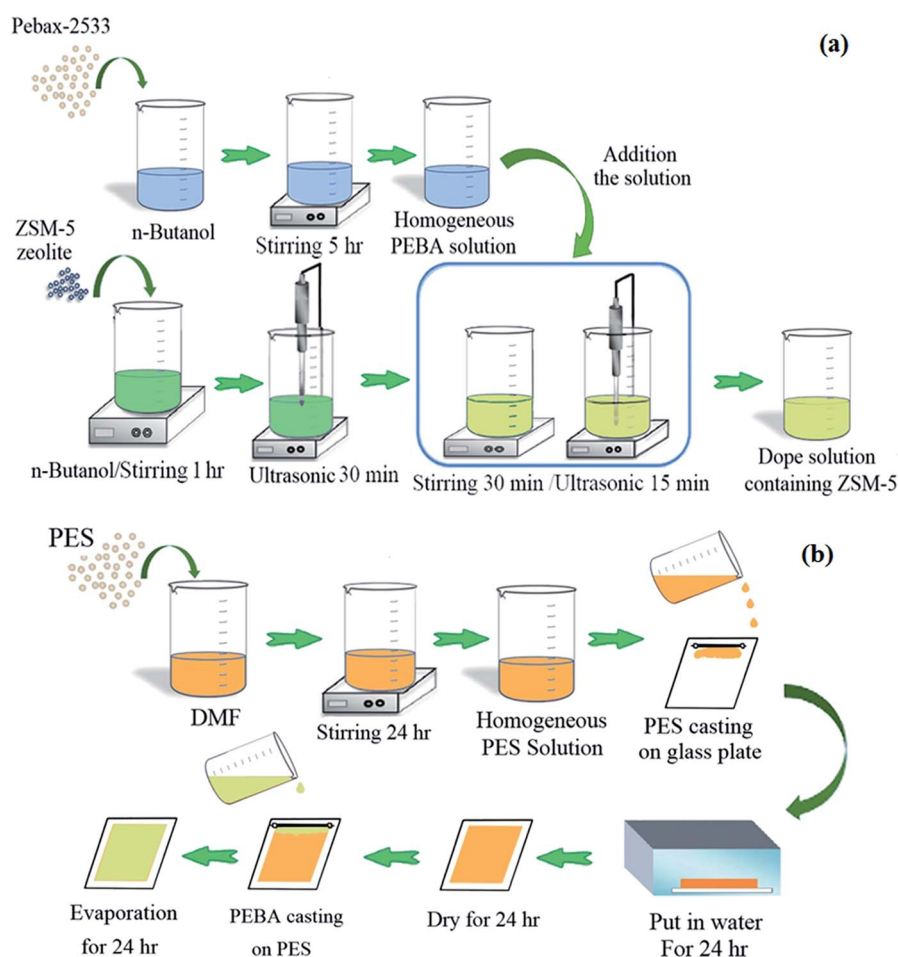 Pebax-2533
(a)
n-Butanol
Stirring 5 hr
Homogeneous
PEBA solution
Addition
the solution
ZSM-5
zeolite
n-Butanol/Stirring 1 hr
Ultrasonic 30 min
Stirring 30 min /Ultrasonic 15 min
Dope solution
containing ZSM-5
PES
(b)
DMF
Stirring 24 hr
Homogeneous
PES Solution
PES casting
on glass plate
Evaporation
for 24 hr
PEBA casting
on PES
Dry for 24 hr
Put in water
For 24 hr